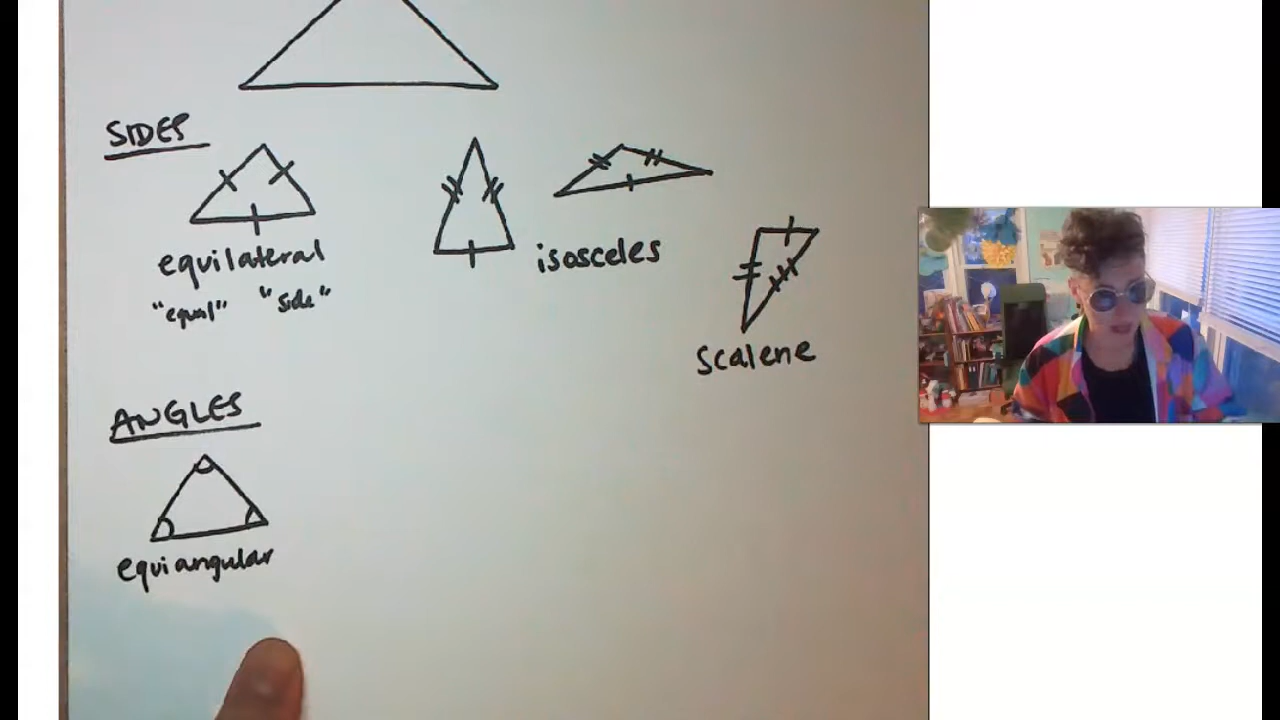 SIDES
equilateral
"equal" "side"
isosceles
scalene
ANGLES
equiangular